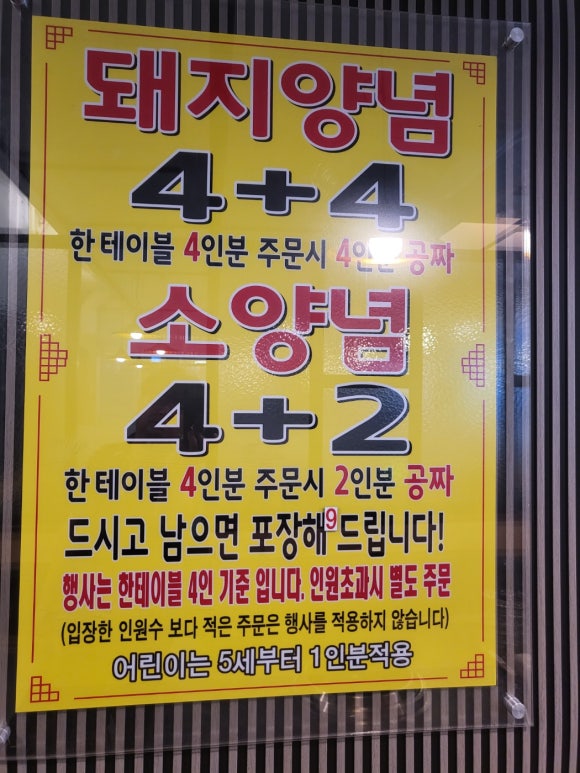 돼지양념
4+4
한테이블 4인분 주문시 4인분 공짜
소양념
4+2
한테이블 4인분 주문시 2인분 공짜
드시고 남으면 포장해 드립니다!
9
행사는 한테이블 4인 기준 입니다. 인원초과시 별도 주문
(입장한 인원수 보다 적은 주문은 행사를 적용하지 않습니다)
어린이는 5세부터 1인분적용